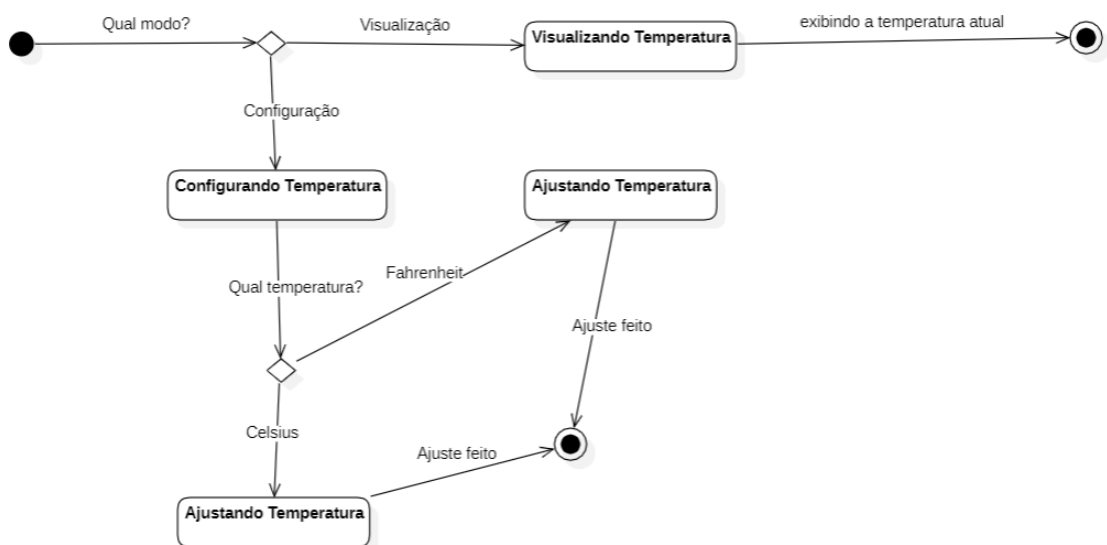 Qual modo?
Visualização
Visualizando Temperatura
exibindo a temperatura atual
Configuração
Configurando Temperatura
Ajustando Temperatura
Fahrenheit
Qual temperatura?
Ajuste feito
Celsius
Ajuste feito
Ajustando Temperatura